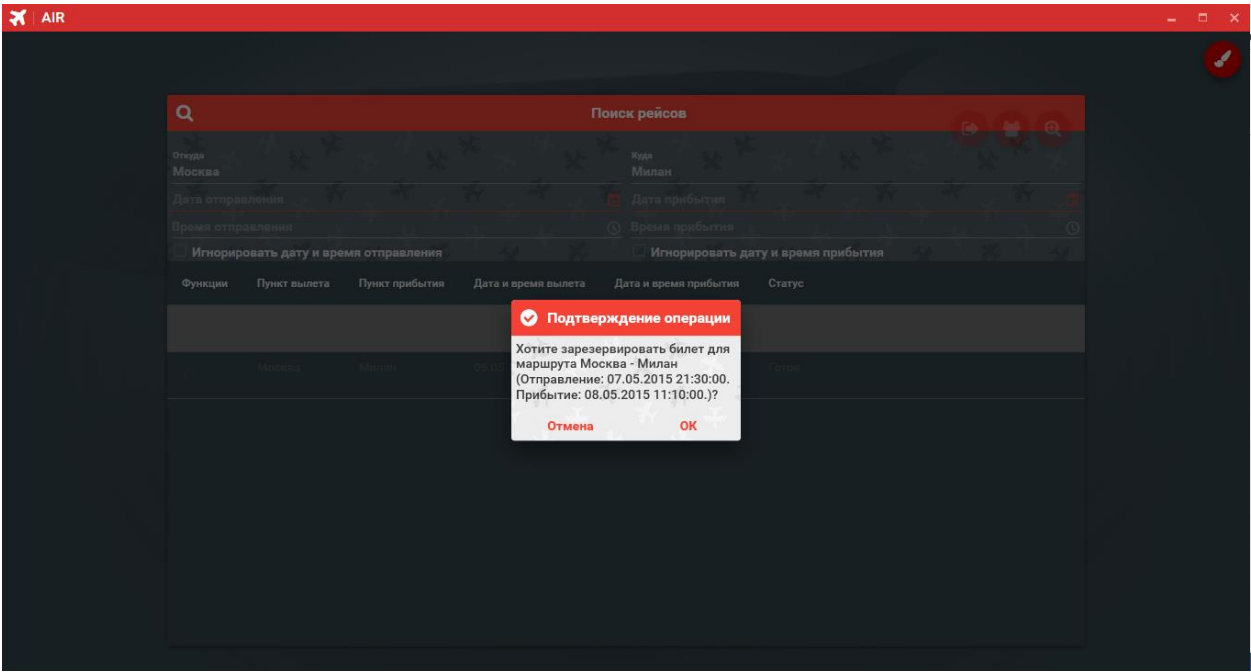 AIR
Поиск рейсов
Откуда
Москва
Куда
Милан
Дата отправления
Дата прибытия
Время отправления
Время прибытия
Игнорировать дату и время отправления
Игнорировать дату и время прибытия
Функции Пункт вылета Пункт прибытия Дата и время вылета Дата и время прибытия Статус
Подтверждение операции
Хотите зарезервировать билет для
маршрута Москва - Милан
(Отправление: 07.05.2015 21:30:00.
Прибытие: 08.05.2015 11:10:00.)?
Отмена ОК
Москва Милан Готов